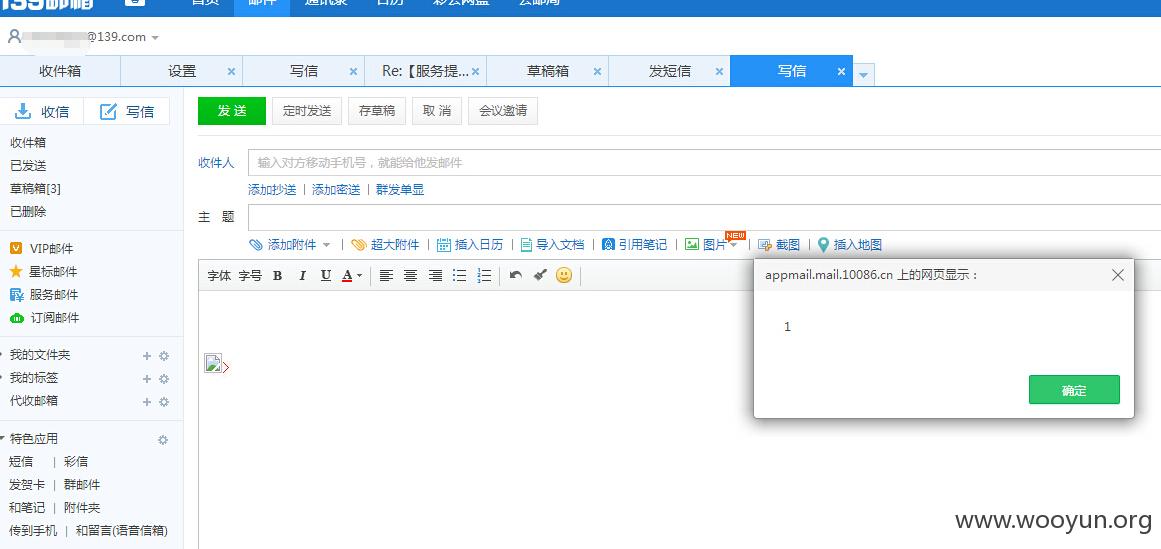 139邮箱 首页 邮件 通讯录 日历 彩云网盘 云邮局
@139.com
收件箱 设置 × 写信 × Re:【服务提...× 草稿箱 × 发短信 × 写信 ×
收信 写信
发 送 定时发送 存草稿 取 消 会议邀请
收件箱
已发送
草稿箱[3]
已删除
收件人 输入对方移动手机号，就能给他发邮件
添加抄送 | 添加密送 | 群发单显
主 题
VIP邮件
星标邮件
服务邮件
订阅邮件
添加附件 | 超大附件 | 插入日历 | 导入文档 | 引用笔记 | 图片 NEW | 截图 | 插入地图
字体 字号 B I U A
我的文件夹
我的标签
代收邮箱
特色应用
短信 | 彩信
发贺卡 | 群邮件
和笔记 | 附件夹
传到手机 | 和留言(语音信箱)
>
appmail.mail.10086.cn 上的网页显示：
1
确定
www.wooyun.org